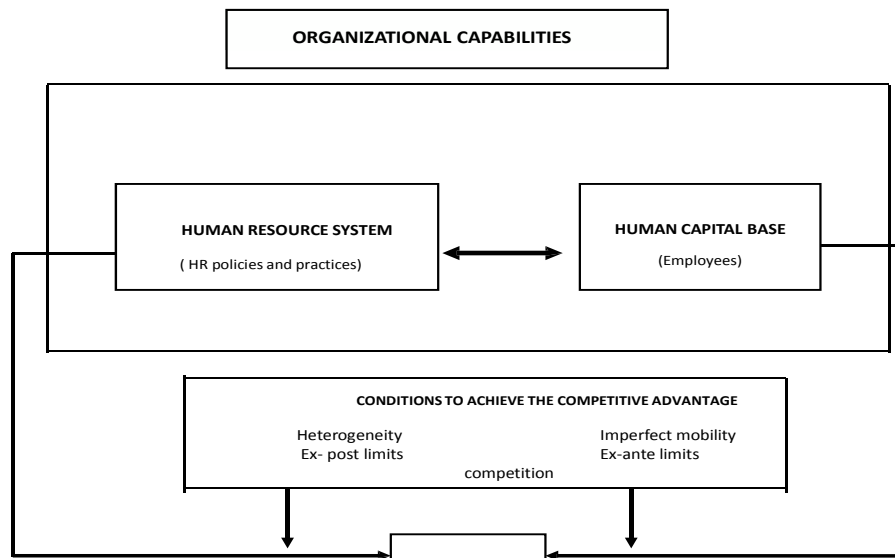 ORGANIZATIONAL CAPABILITIES
HUMAN RESOURCE SYSTEM
( HR policies and practices)
HUMAN CAPITAL BASE
(Employees)
CONDITIONS TO ACHIEVE THE COMPETITIVE ADVANTAGE
Heterogeneity Imperfect mobility
Ex- post limits Ex-ante limits
competition